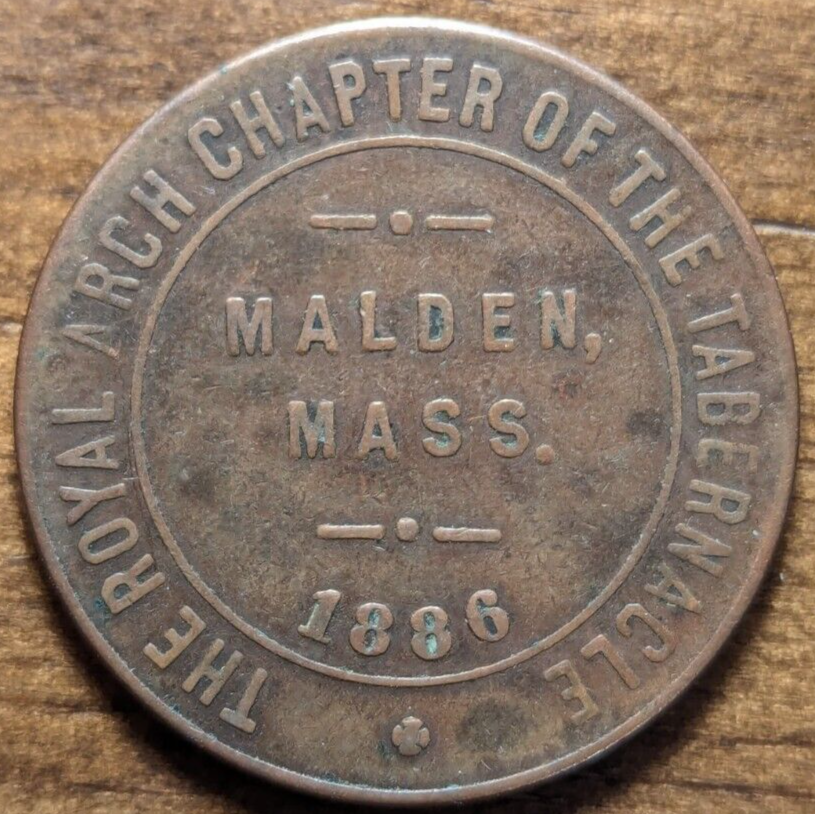 THE ROYAL ARCH CHAPTER OF THE TABERNACLE
MALDEN,
MASS.
1886